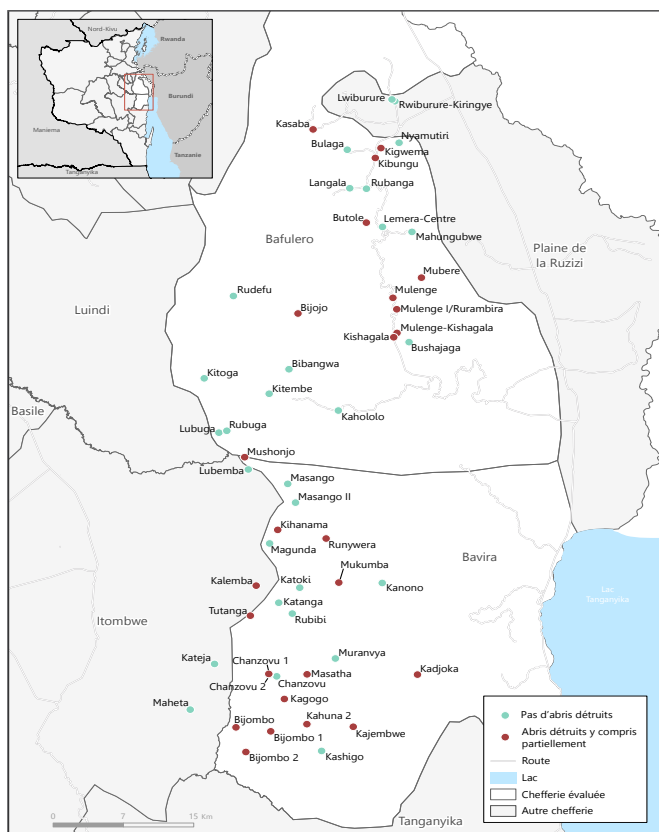 Nord-Kivu
Rwanda
Burundi
Maniema
Tanzanie
Tanganyika
Lwiburure
Rwiburure-Kiringye
Kasaba
Nyamutiri
Bulaga
Kigwema
Kibungu
Langala
Rubanga
Butole
Lemera-Centre
Mahungubwe
Bafulero
Plaine de
la Ruzizi
Mubere
Rudefu
Mulenge
Luindi
Bijojo
Mulenge I/Rurambira
Mulenge-Kishagala
Kishagala
Bushajaga
Bibangwa
Kitoga
Kitembe
Basile
Kahololo
Lubuga
Rubuga
Mushonjo
Lubemba
Masango
Masango II
Kihanama
Runywera
Magunda
Bavira
Mukumba
Kalemba
Katoki
Kanono
Lac
Tanganyika
Katanga
Tutanga
Rubibi
Itombwe
Muranvya
Kateja
Chanzovu 1
Masatha
Kadjoka
Chanzovu 2
Chanzovu
Kagogo
Maheta
Kahuna 2
Bijombo
Bijombo 1
Kajembwe
Bijombo 2
Kashigo
Pas d'abris détruits
Abris détruits y compris
partiellement
Route
Lac
Chefferie évaluée
Autre chefferie
0 7 15 Km
Tanganyika